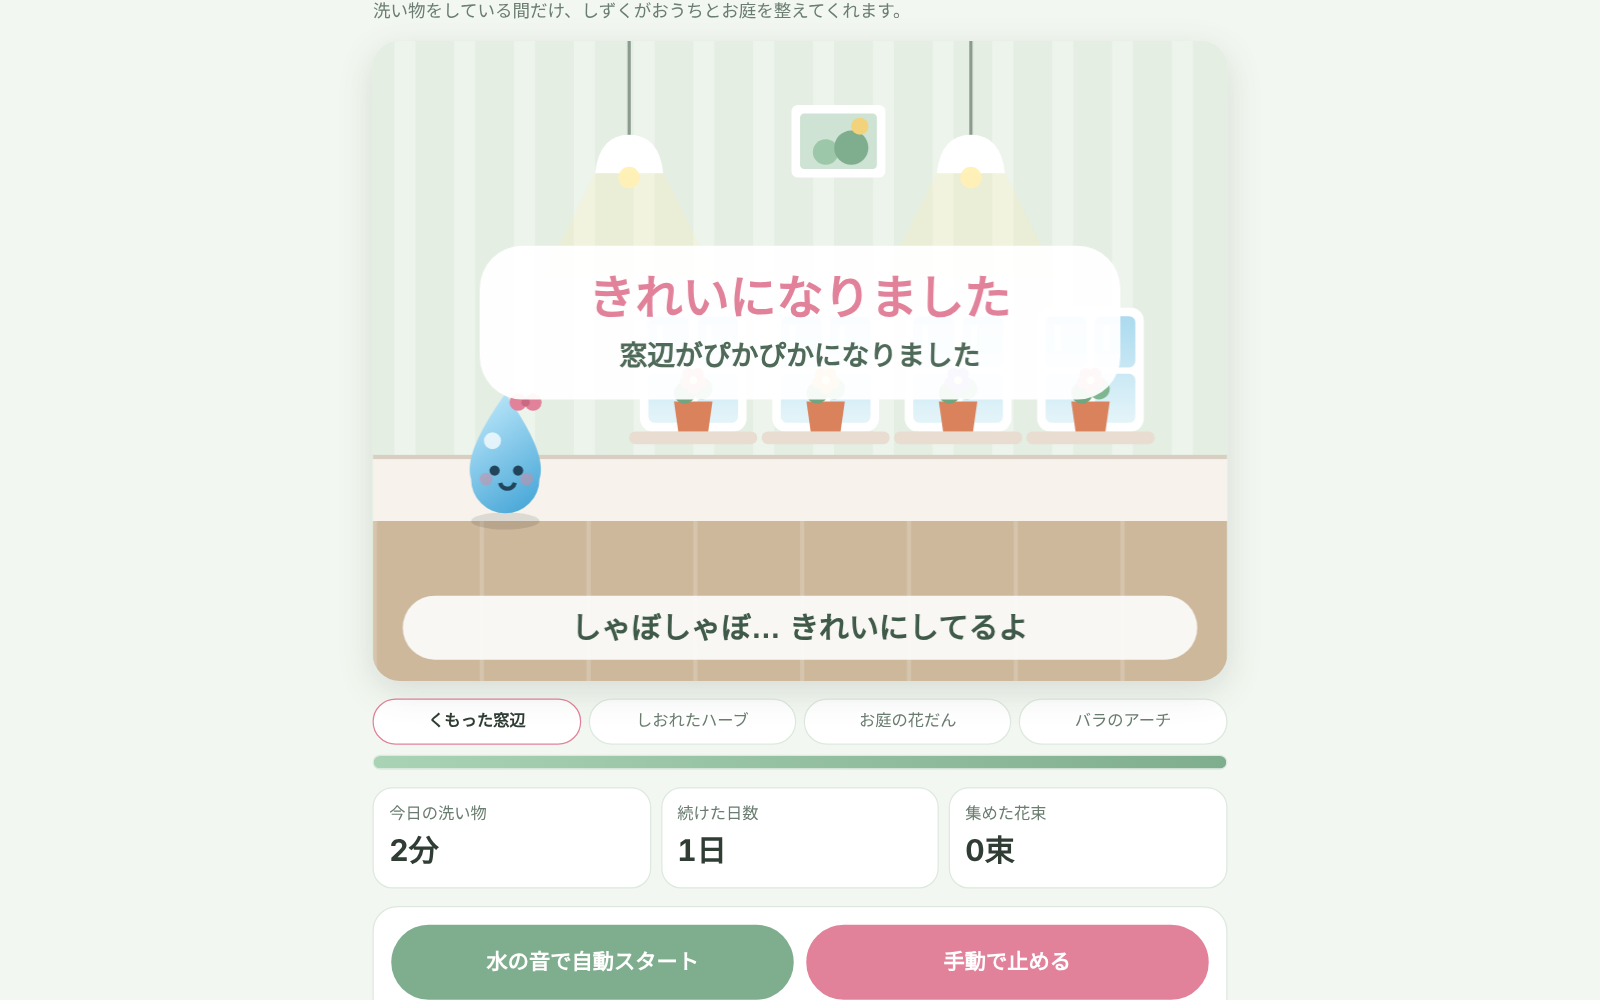 洗い物をしている間だけ、しずくがおうちとお庭を整えてくれます。
きれいになりました
窓辺がぴかぴかになりました
しゃぼしゃぼ… きれいにしてるよ
くもった窓辺
しおれたハーブ
お庭の花だん
バラのアーチ
今日の洗い物
2分
続けた日数
1日
集めた花束
0束
水の音で自動スタート
手動で止める